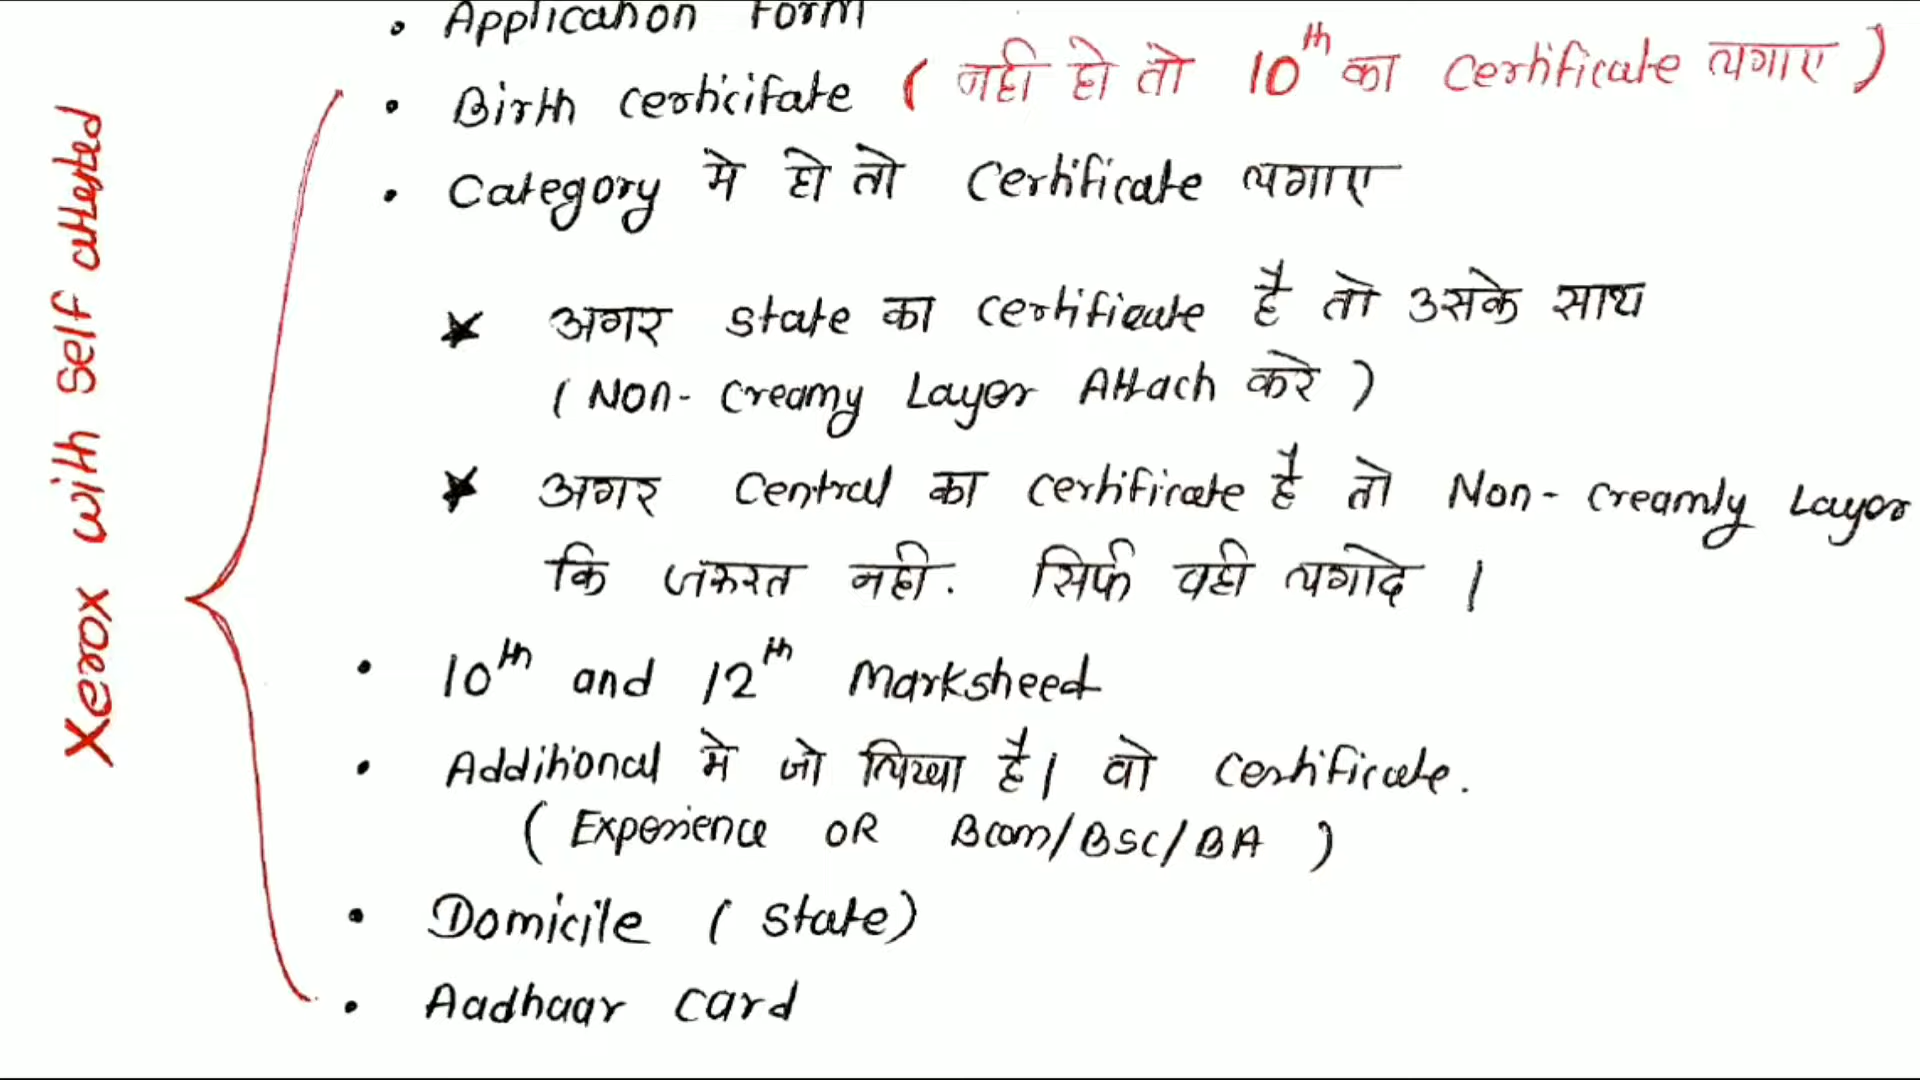 • Application Form
• Birth certicifate ( नही हो तो 10th का Certificate लगाए )
• Category मे हो तो Certificate लगाए
★ अगर state का certificate है तो उसके साथ
( Non- Creamy Layer Attach करे )
★ अगर Central का certificate है तो Non- Creamly Layer
कि जरुरत नही. सिर्फ वही लगादे |
• 10th and 12th Marksheed
• Additional मे जो लिखा है| वो Certificate.
( Experience OR Bcom/BSC/BA )
• Domicile ( State)
• Aadhaar card
Xerox with Self attested